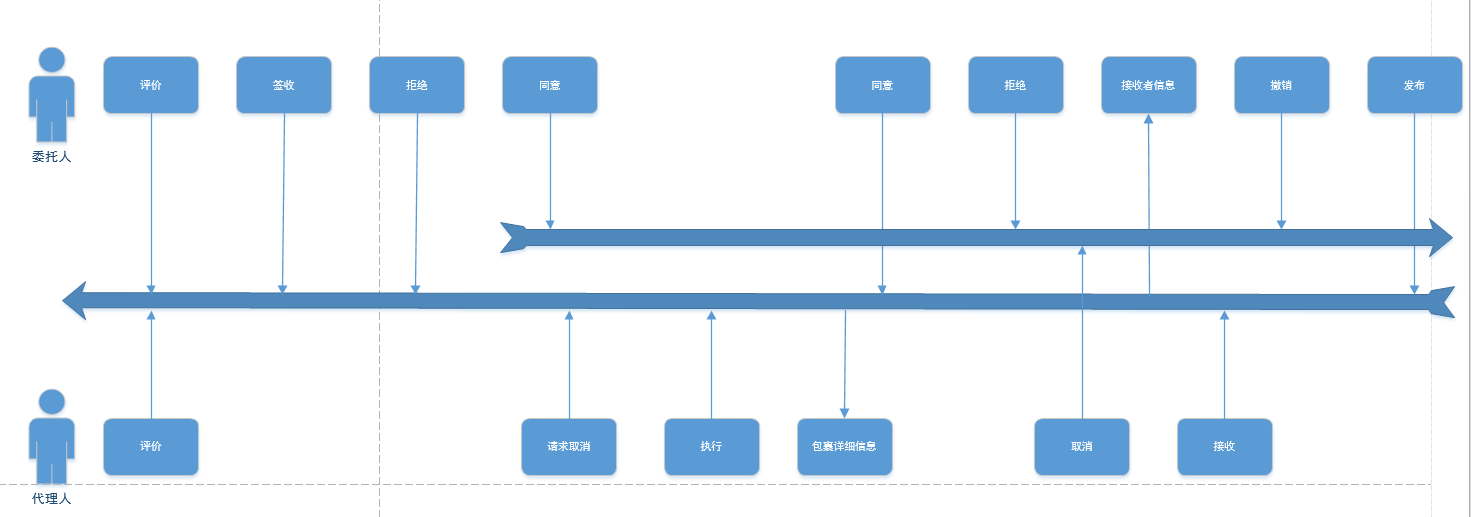 评价
签收
拒绝
同意
同意
拒绝
接收者信息
撤销
发布
委托人
评价
请求取消
执行
包裹详细信息
取消
接收
代理人